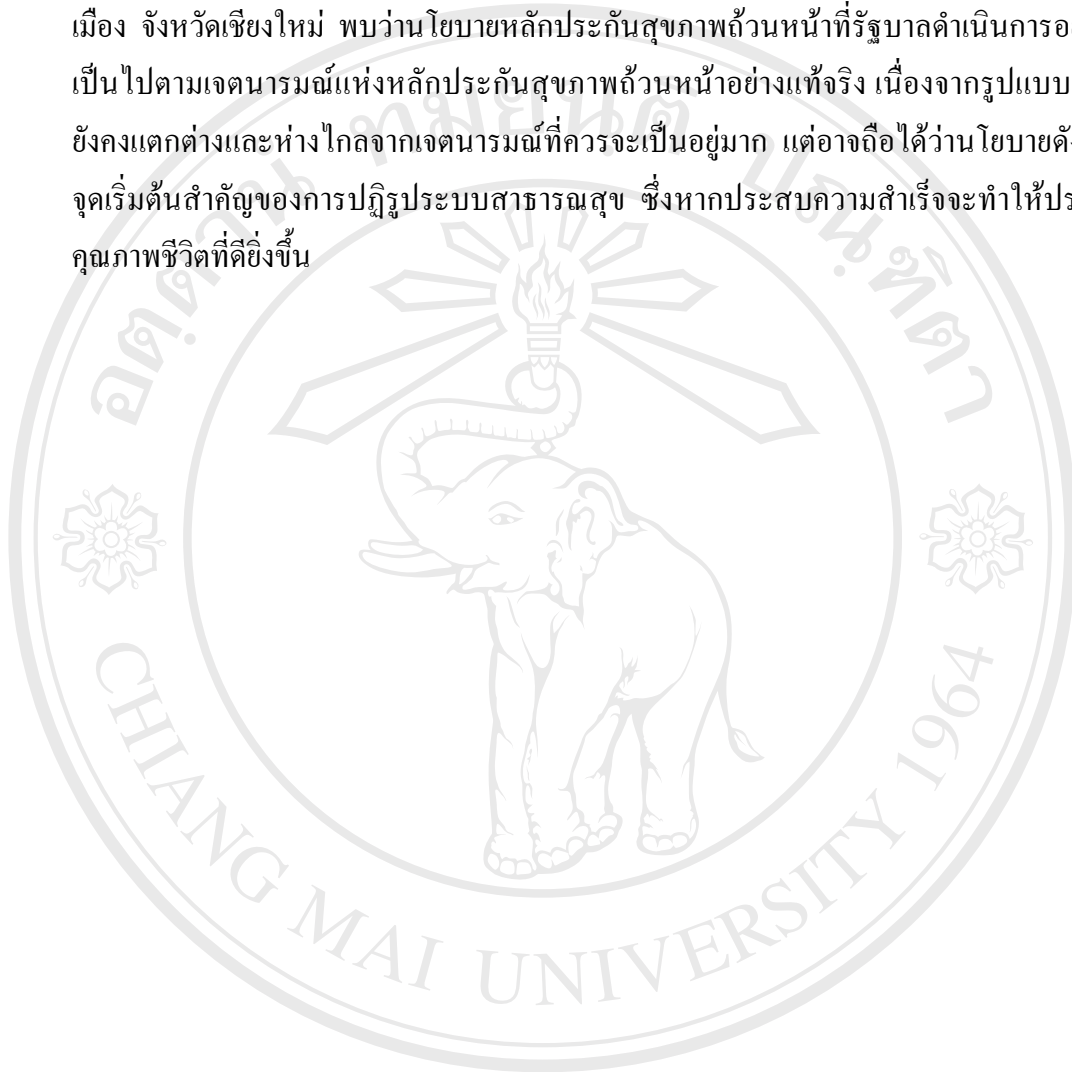 เมือง จังหวัดเชียงใหม่ พบว่านโยบายหลักประกันสุขภาพถ้วนหน้าที่รัฐบาลดำเนินการ
เป็นไปตามเจตนารมณ์แห่งหลักประกันสุขภาพถ้วนหน้าอย่างแท้จริง เนื่องจากรูปแบบ
ยังคงแตกต่างและห่างไกลจากเจตนารมณ์ที่ควรจะเป็นอยู่มาก แต่อาจถือได้ว่านโยบาย
จุดเริ่มต้นสำคัญของการปฏิรูประบบสาธารณสุข ซึ่งหากประสบความสำเร็จจะทำให้
คุณภาพชีวิตที่ดียิ่งขึ้น
อตฺตานํ ทมยนฺติ ปณฺฑิตา
CHIANG MAI UNIVERSITY 1964